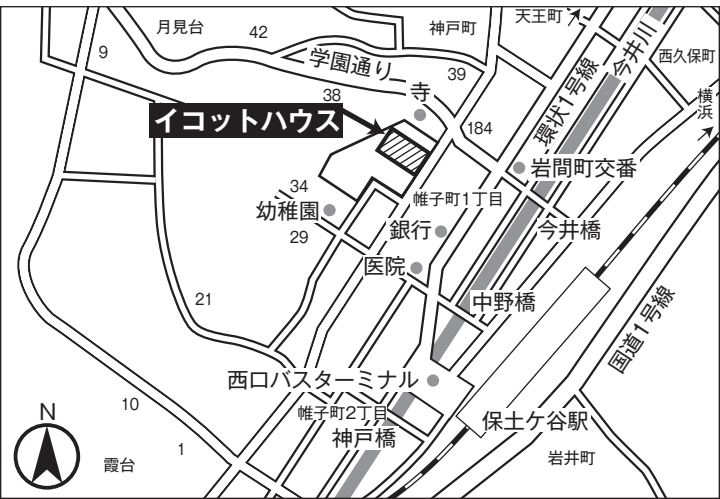 月見台
42
神戸町
天王町
9
学園通り
39
環状1号線
今井川
西久保町
38
寺
横浜
イコットハウス
184
岩間町交番
34
帷子町1丁目
幼稚園
銀行
今井橋
29
医院
中野橋
21
国道1号線
西口バスターミナル
10
帷子町2丁目
保土ケ谷駅
N
1
神戸橋
霞台
岩井町